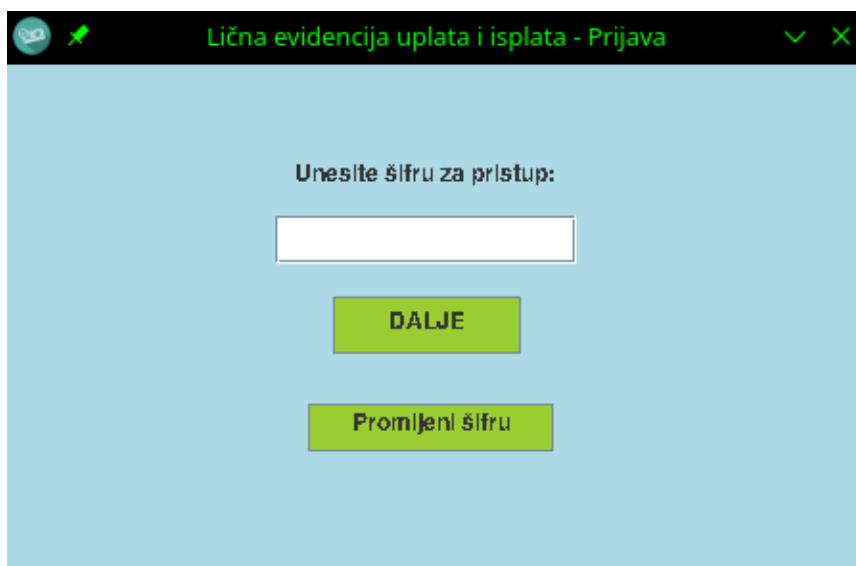 Lična evidencija uplata i isplata - Prijava
Unesite šifru za pristup:
DALJE
Promijeni šifru